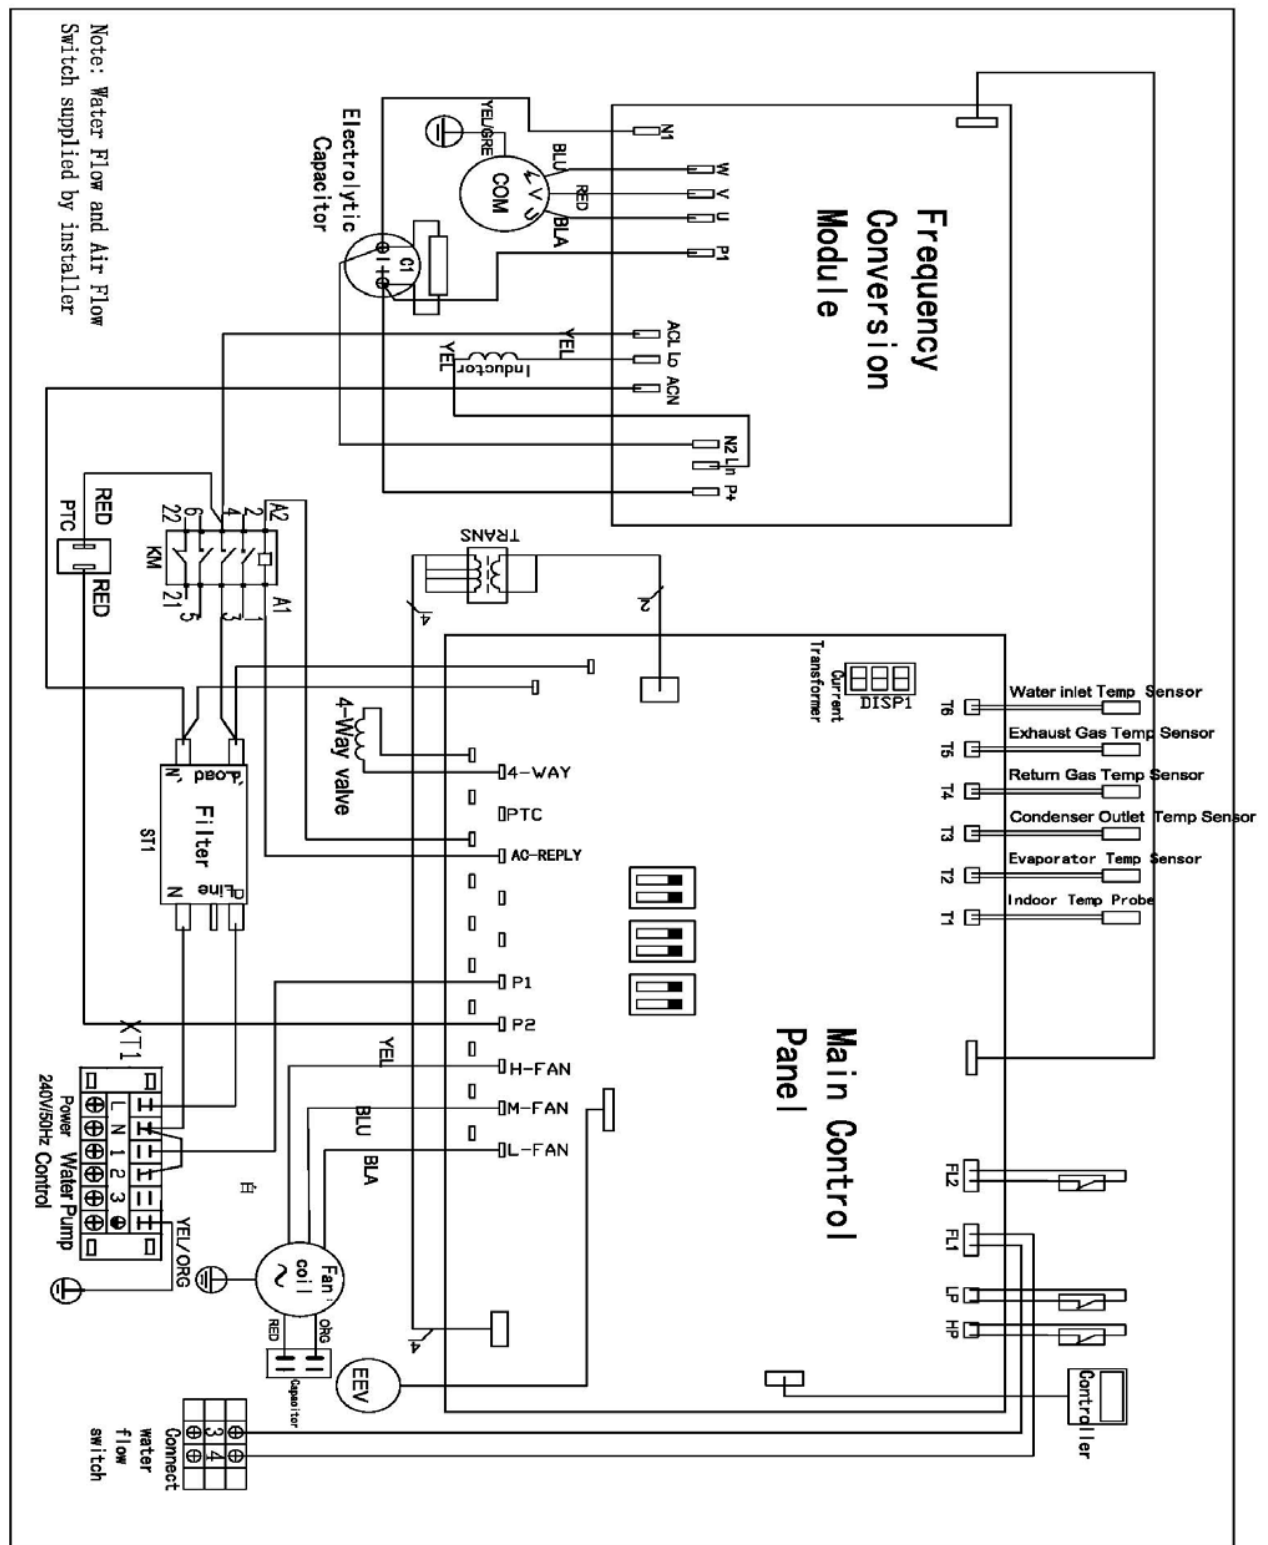 Note: Water Flow and Air Flow
Switch supplied by installer
Frequency
Conversion
Module
N1
W
V
U
P1
ACL
Lo
ACN
N2
Lin
P+
YEL/GRE
BLU
RED
BLA
COM
W
V
U
Electrolytic
Capacitor
C1
YEL
YEL
Inductor
RED
PTC
RED
22
6
4
2
A2
KM
21
5
3
1
A1
TRANS
4
2
4-Way valve
Current
Transformer
DISP1
T6
Water inlet Temp Sensor
T5
Exhaust Gas Temp Sensor
T4
Return Gas Temp Sensor
T3
Condenser Outlet Temp Sensor
T2
Evaporator Temp Sensor
T1
Indoor Temp Probe
4-WAY
PTC
AC-REPLY
P1
P2
H-FAN
M-FAN
L-FAN
N'
Load
Filter
ST1
N
Line
Main Control
Panel
YEL
BLU
BLA
XT1
L
N
1
2
3
Power
240V/50Hz
Water Pump
Control
YEL/ORG
Fan
coil
RED
ORG
Capacitor
EEV
4
FL2
FL1
LP
HP
Controller
3
4
Connect
water
flow
switch